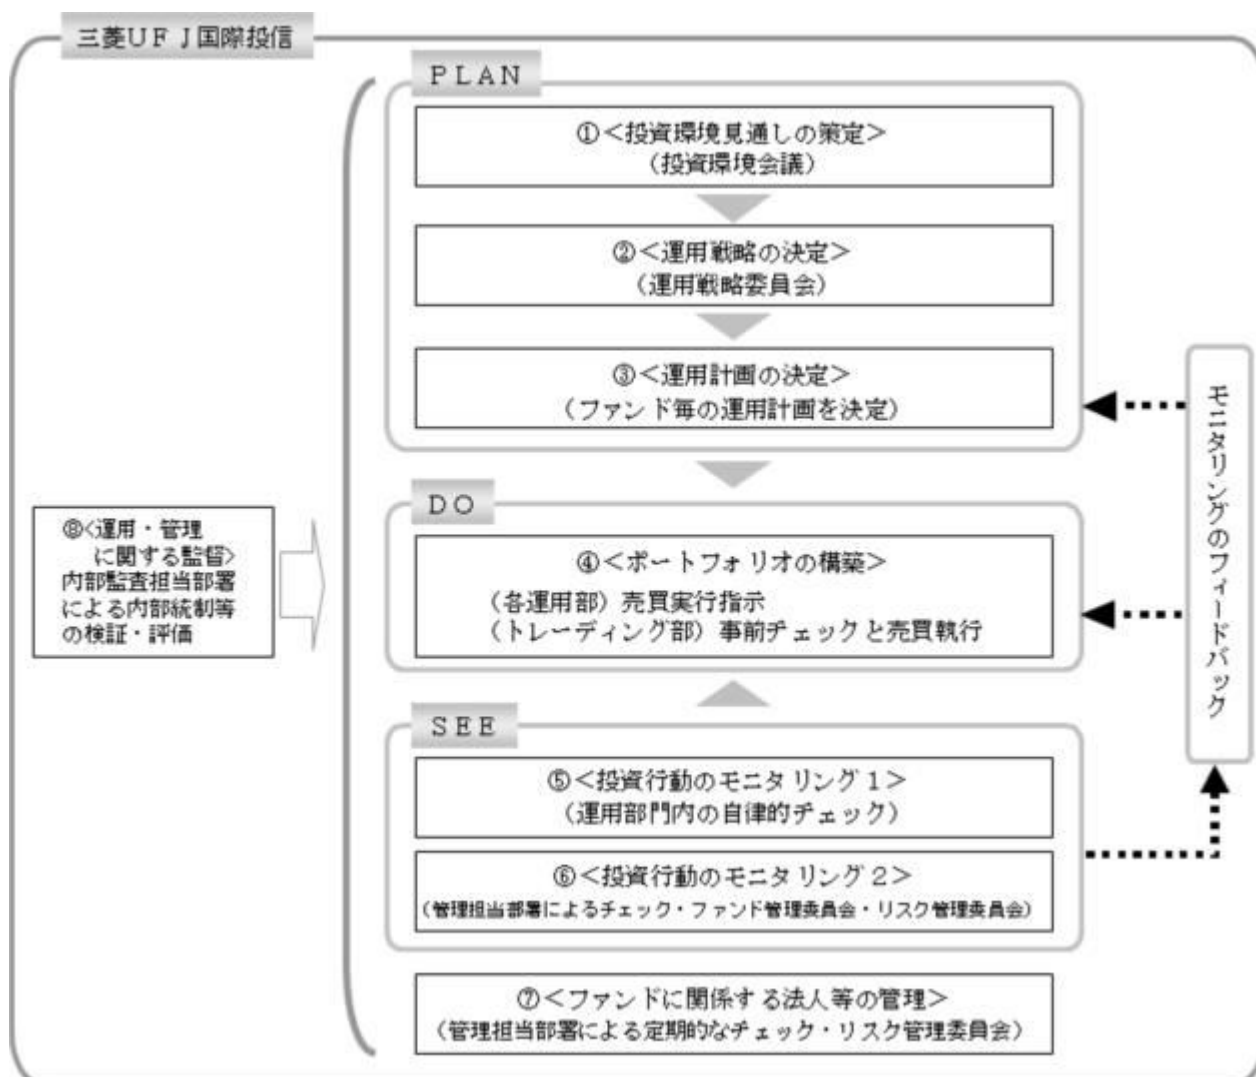 三菱ＵＦＪ国際投信
ＰＬＡＮ
①＜投資環境見通しの策定＞
（投資環境会議）
②＜運用戦略の決定＞
（運用戦略委員会）
③＜運用計画の決定＞
（ファンド毎の運用計画を決定）
ＤＯ
④＜ポートフォリオの構築＞
（各運用部）売買実行指示
（トレーディング部）事前チェックと売買執行
ＳＥＥ
⑤＜投資行動のモニタリング１＞
（運用部門内の自律的チェック）
⑥＜投資行動のモニタリング２＞
（管理担当部署によるチェック・ファンド管理委員会・リスク管理委員会）
⑦＜ファンドに関係する法人等の管理＞
（管理担当部署による定期的なチェック・リスク管理委員会）
⑧<運用・管理
に関する監督>
内部監査担当部署
による内部統制等
の検証・評価
モニタリングのフィードバック